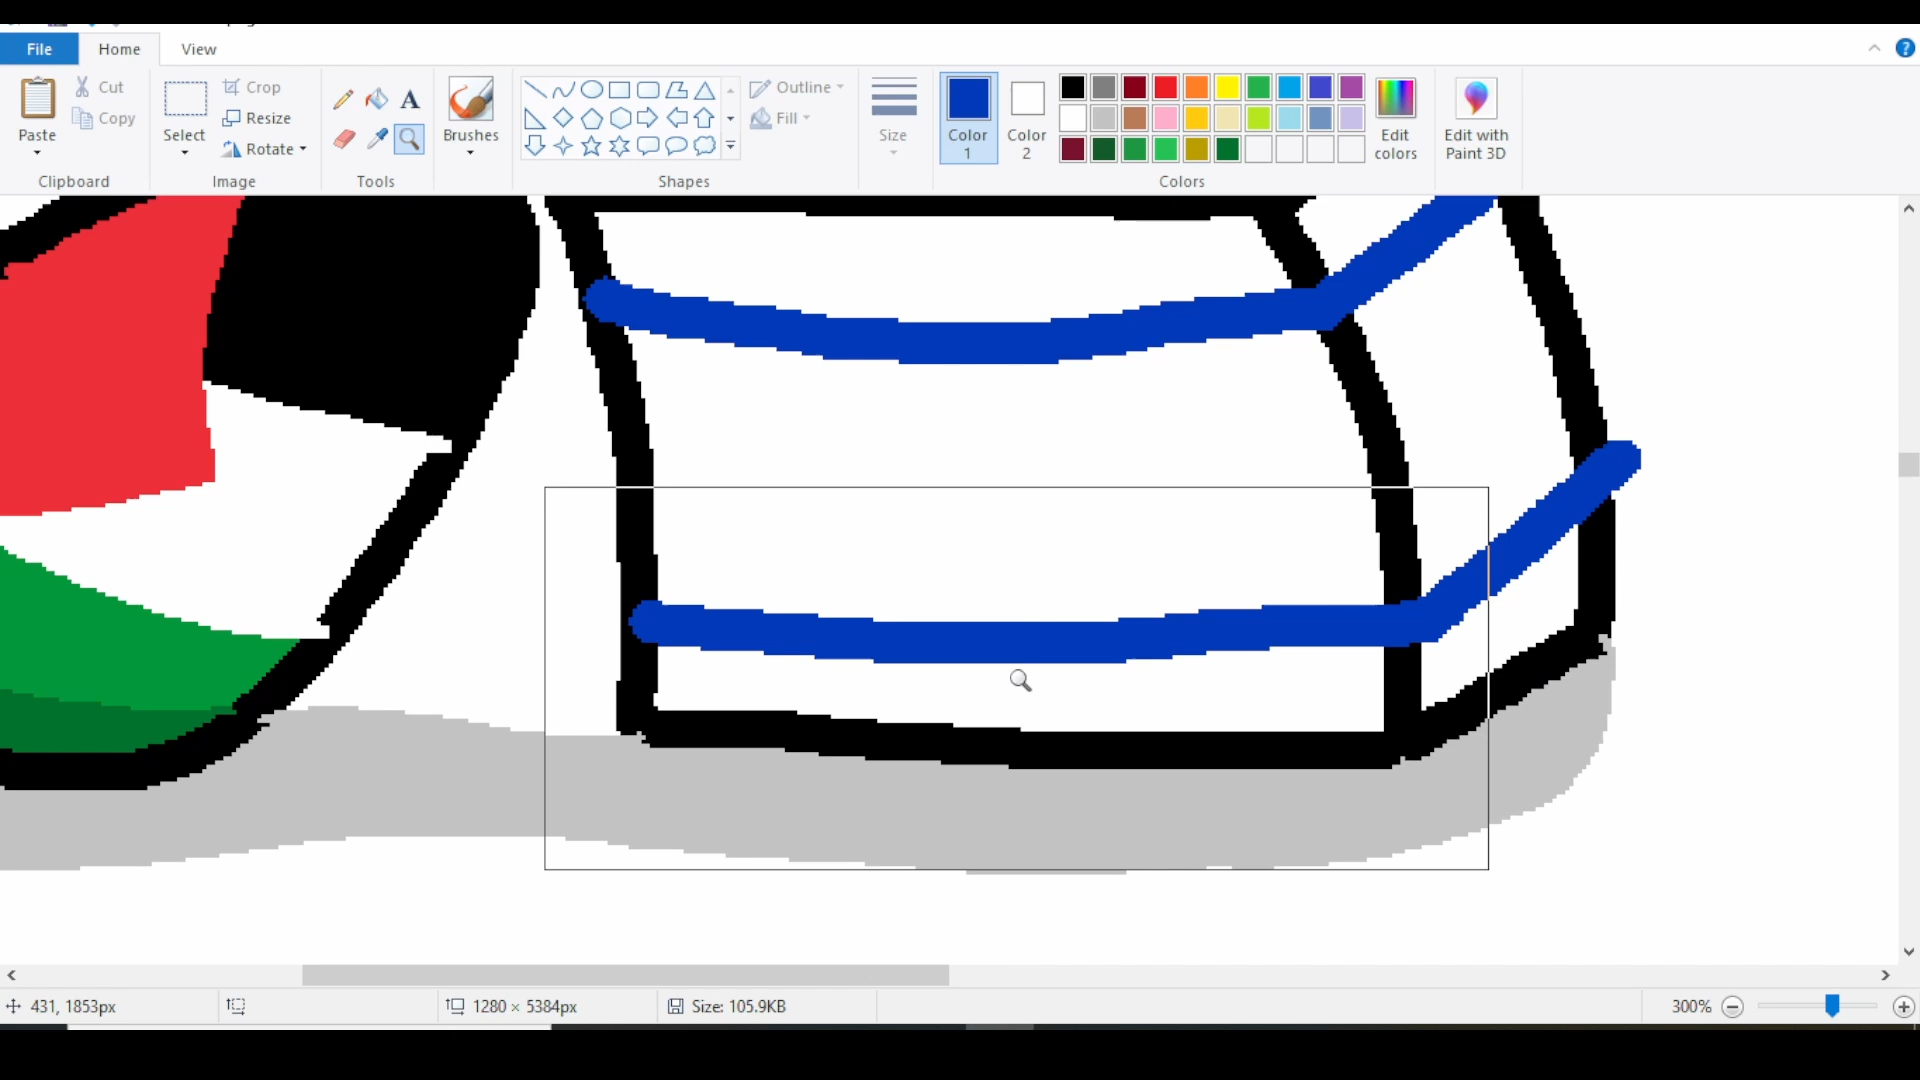 File Home View
Paste
Cut
Copy
Clipboard
Select
Crop
Resize
Rotate
Image
Tools
Brushes
Shapes
Outline
Fill
Size
Color 1
Color 2
Edit colors
Edit with Paint 3D
Colors
431, 1853px
1280 × 5384px
Size: 105.9KB
300%